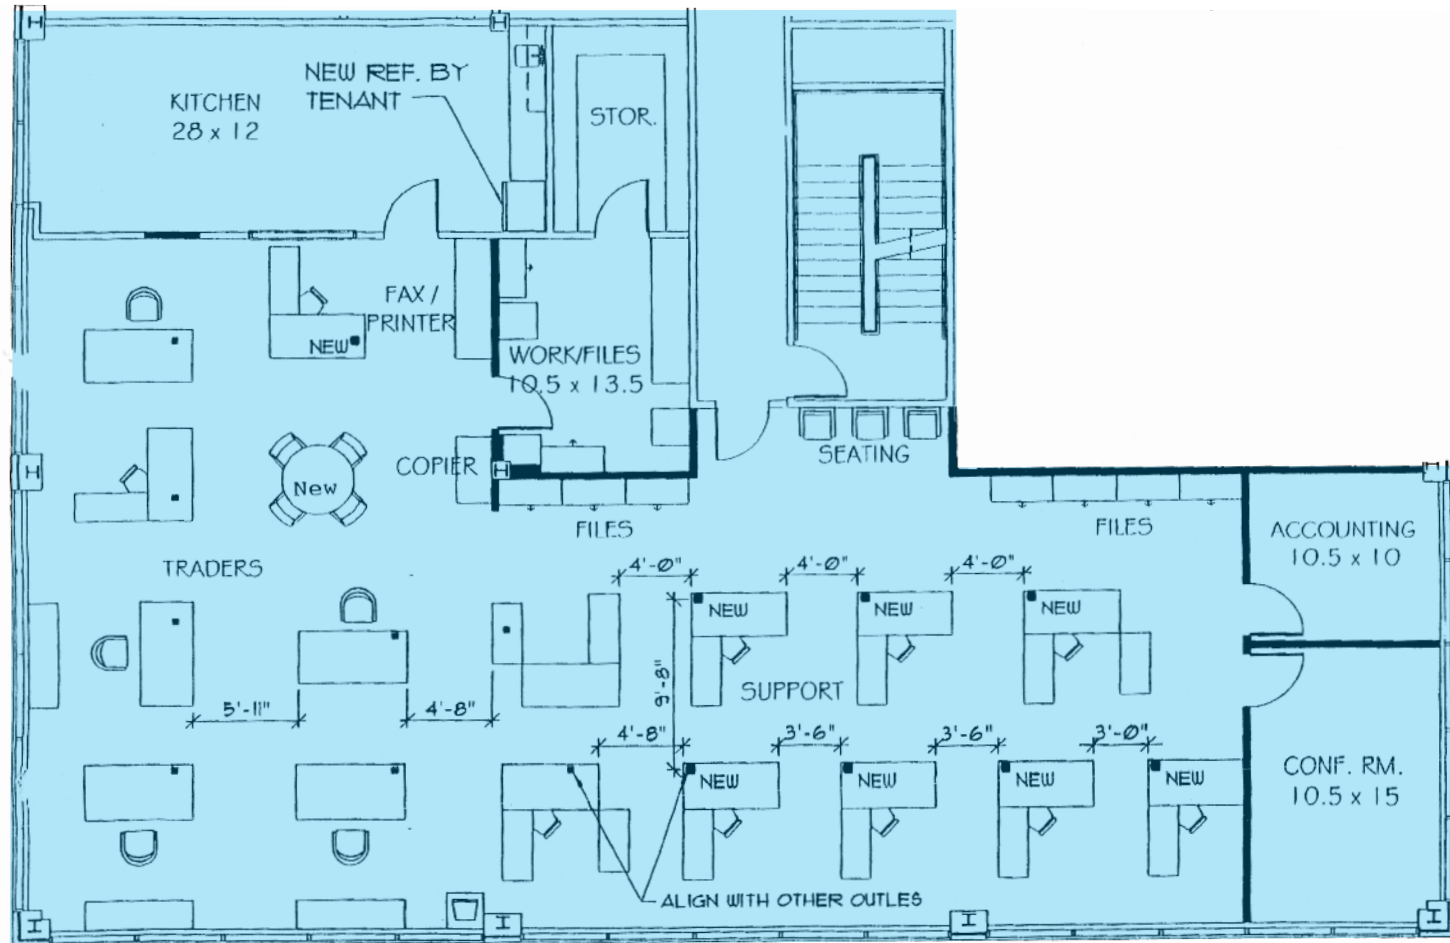 NEW REF. BY
TENANT
KITCHEN
28 x 12
STOR.
FAX /
PRINTER
NEW
WORK/FILES
10.5 x 13.5
COPIER
New
SEATING
FILES
FILES
ACCOUNTING
10.5 x 10
TRADERS
4'-0"
4'-0"
4'-0"
NEW
NEW
NEW
9'-8"
SUPPORT
5'-11"
4'-8"
4'-8"
3'-6"
3'-6"
3'-0"
NEW
NEW
NEW
NEW
CONF. RM.
10.5 x 15
ALIGN WITH OTHER OUTLES